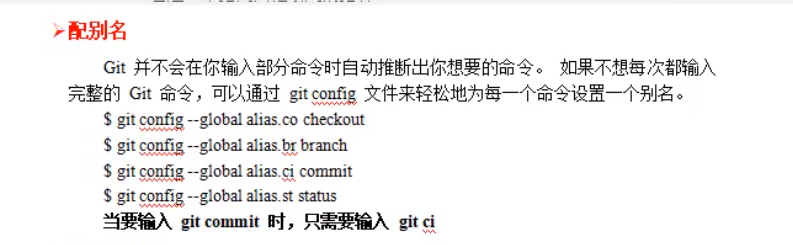 ➢配别名
Git 并不会在你输入部分命令时自动推断出你想要的命令。 如果不想每次都输入
完整的 Git 命令，可以通过 git config 文件来轻松地为每一个命令设置一个别名。
$ git config --global alias.co checkout
$ git config --global alias.br branch
$ git config --global alias.ci commit
$ git config --global alias.st status
当要输入 git commit 时，只需要输入 git ci